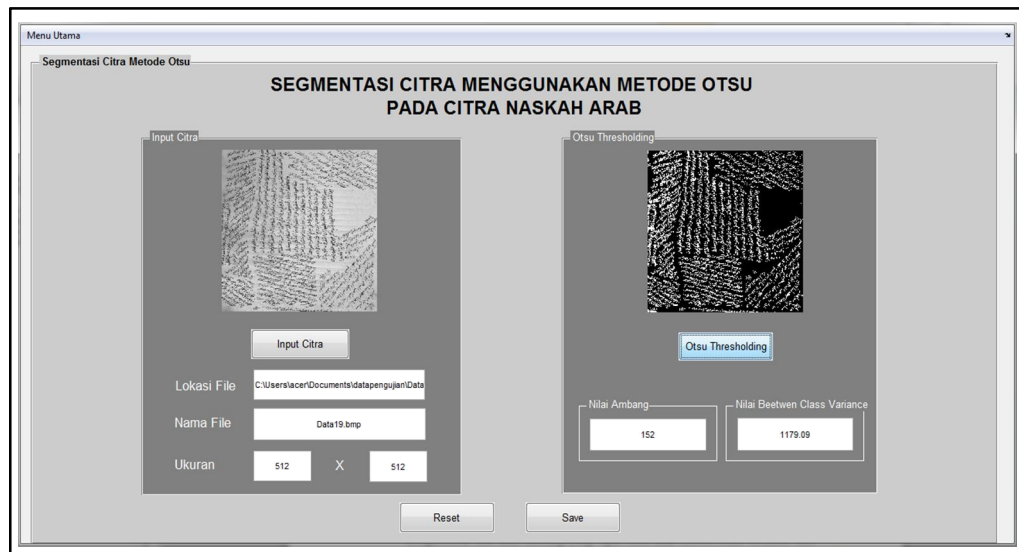 Menu Utama
Segmentasi Citra Metode Otsu
SEGMENTASI CITRA MENGGUNAKAN METODE OTSU
PADA CITRA NASKAH ARAB
Input Citra
Input Citra
Lokasi File C:\Users\acer\Documents\datapengujian\Data
Nama File Data19.bmp
Ukuran 512 X 512
Otsu Thresholding
Otsu Thresholding
Nilai Ambang Nilai Beetwen Class Variance
152 1179.09
Reset Save